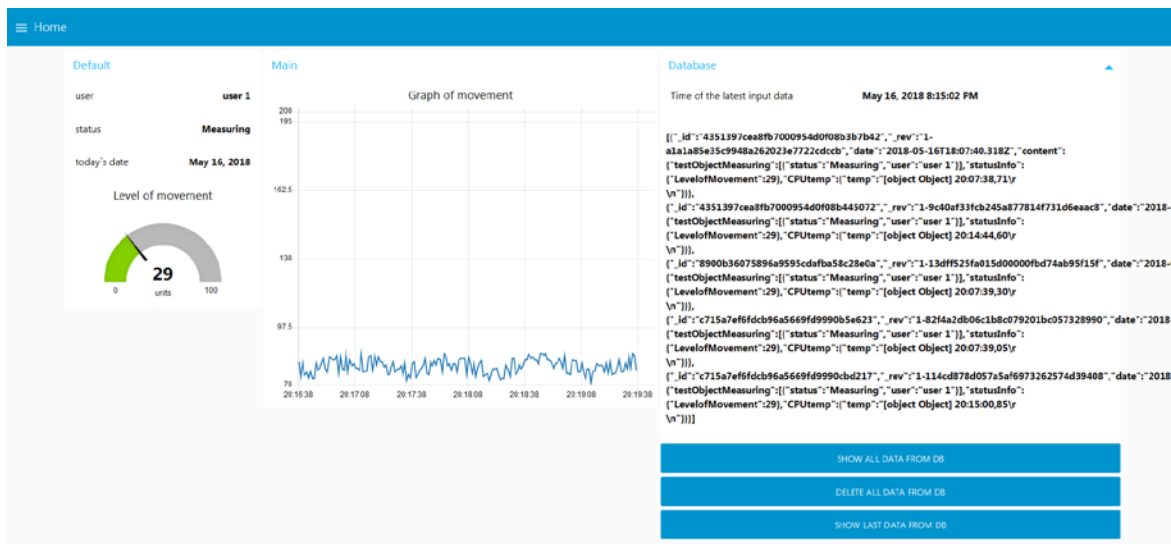 Home
Default
user user 1
status Measuring
today`s date May 16, 2018
Level of movement
29
0 units 100
Main
Graph of movement
208
195
162.5
138
97.5
78
20:16:38 20:17:08 20:17:38 20:18:08 20:18:38 20:19:08 20:19:38
Database
Time of the latest input data May 16, 2018 8:15:02 PM
[{"_id":"4351397cea8fb7000954d0f08b3b7b42","_rev":"1-
a1a1a85e35c9948a262023e7722cdccb","date":"2018-05-16T18:07:40.318Z","content":
{"testObjectMeasuring":[{"status":"Measuring","user":"user 1"}],"statusInfo":
{"LevelofMovement":29},"CPUtemp":{"temp":"[object Object] 20:07:38,71\r
\n"}}},
{"_id":"4351397cea8fb7000954d0f08b445072","_rev":"1-9c40af33fcb245a877814f731d6eaac8","date":"2018-
{"testObjectMeasuring":[{"status":"Measuring","user":"user 1"}],"statusInfo":
{"LevelofMovement":29},"CPUtemp":{"temp":"[object Object] 20:14:44,60\r
\n"}}},
{"_id":"8900b36075896a9595cdafba58c28e0a","_rev":"1-13dff525fa015d00000fbd74ab95f15f","date":"2018-
{"testObjectMeasuring":[{"status":"Measuring","user":"user 1"}],"statusInfo":
{"LevelofMovement":29},"CPUtemp":{"temp":"[object Object] 20:07:39,30\r
\n"}}},
{"_id":"c715a7ef6fdcb96a5669fd9990b5e623","_rev":"1-82f4a2db06c1b8c079201bc057328990","date":"2018-
{"testObjectMeasuring":[{"status":"Measuring","user":"user 1"}],"statusInfo":
{"LevelofMovement":29},"CPUtemp":{"temp":"[object Object] 20:07:39,05\r
\n"}}},
{"_id":"c715a7ef6fdcb96a5669fd9990cbd217","_rev":"1-114cd878d057a5af6973262574d39408","date":"2018
{"testObjectMeasuring":[{"status":"Measuring","user":"user 1"}],"statusInfo":
{"LevelofMovement":29},"CPUtemp":{"temp":"[object Object] 20:15:00,85\r
\n"}}}]
SHOW ALL DATA FROM DB
DELETE ALL DATA FROM DB
SHOW LAST DATA FROM DB